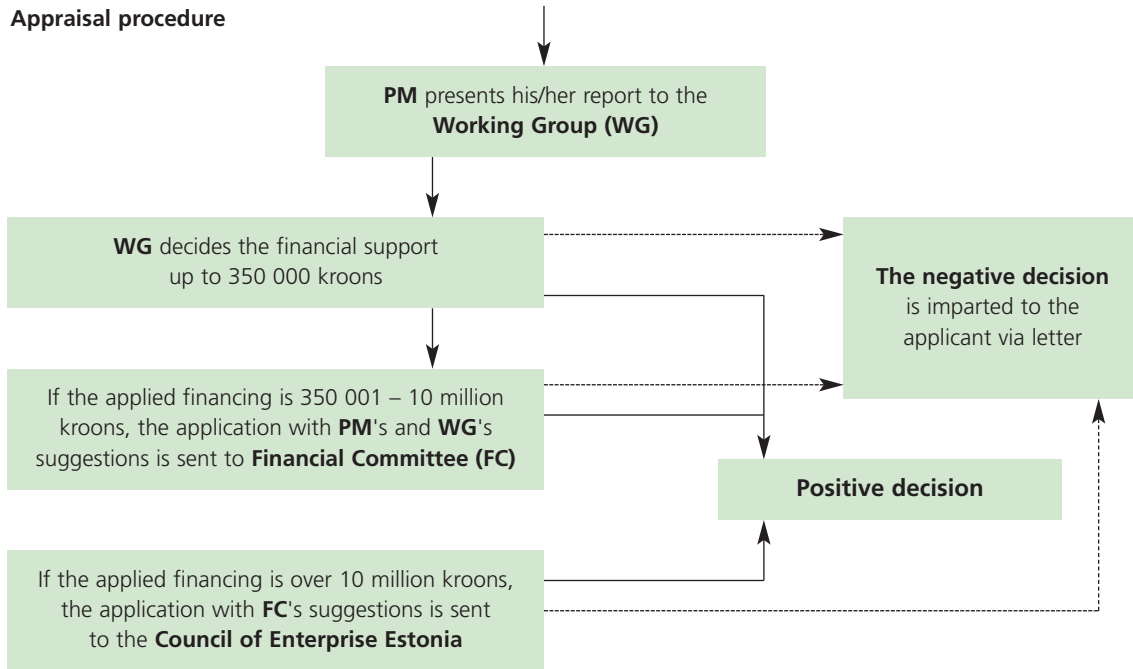 Appraisal procedure
PM presents his/her report to the
Working Group (WG)
WG decides the financial support
up to 350 000 kroons
The negative decision
is imparted to the
applicant via letter
If the applied financing is 350 001 – 10 million
kroons, the application with PM's and WG's
suggestions is sent to Financial Committee (FC)
Positive decision
If the applied financing is over 10 million kroons,
the application with FC's suggestions is sent
to the Council of Enterprise Estonia